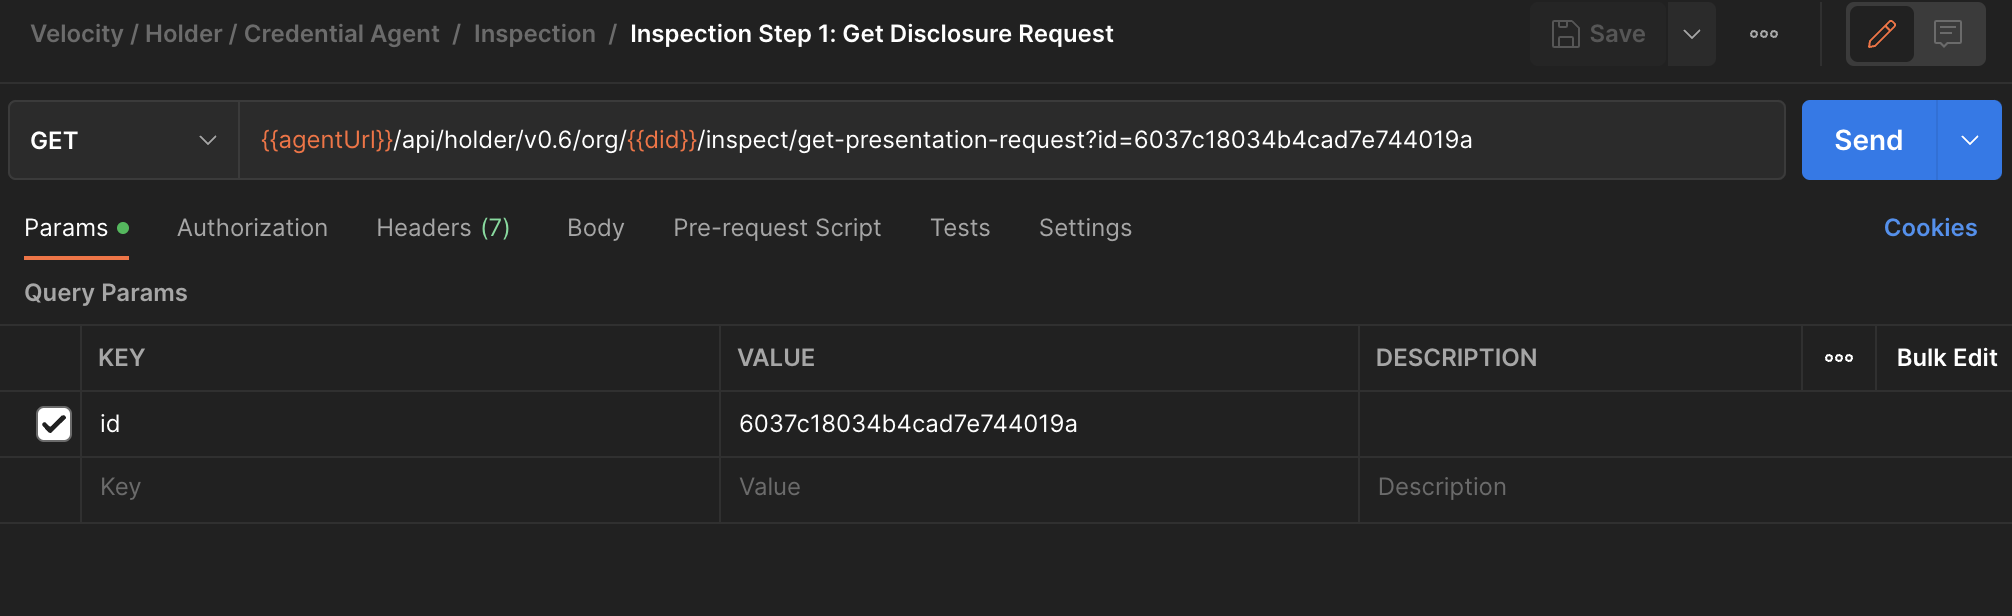 Velocity / Holder / Credential Agent / Inspection / Inspection Step 1: Get Disclosure Request
Save
GET
{{agentUrl}}/api/holder/v0.6/org/{{did}}/inspect/get-presentation-request?id=6037c18034b4cad7e744019a
Send
Params Authorization Headers (7) Body Pre-request Script Tests Settings Cookies
Query Params
KEY VALUE DESCRIPTION Bulk Edit
id 6037c18034b4cad7e744019a
Key Value Description